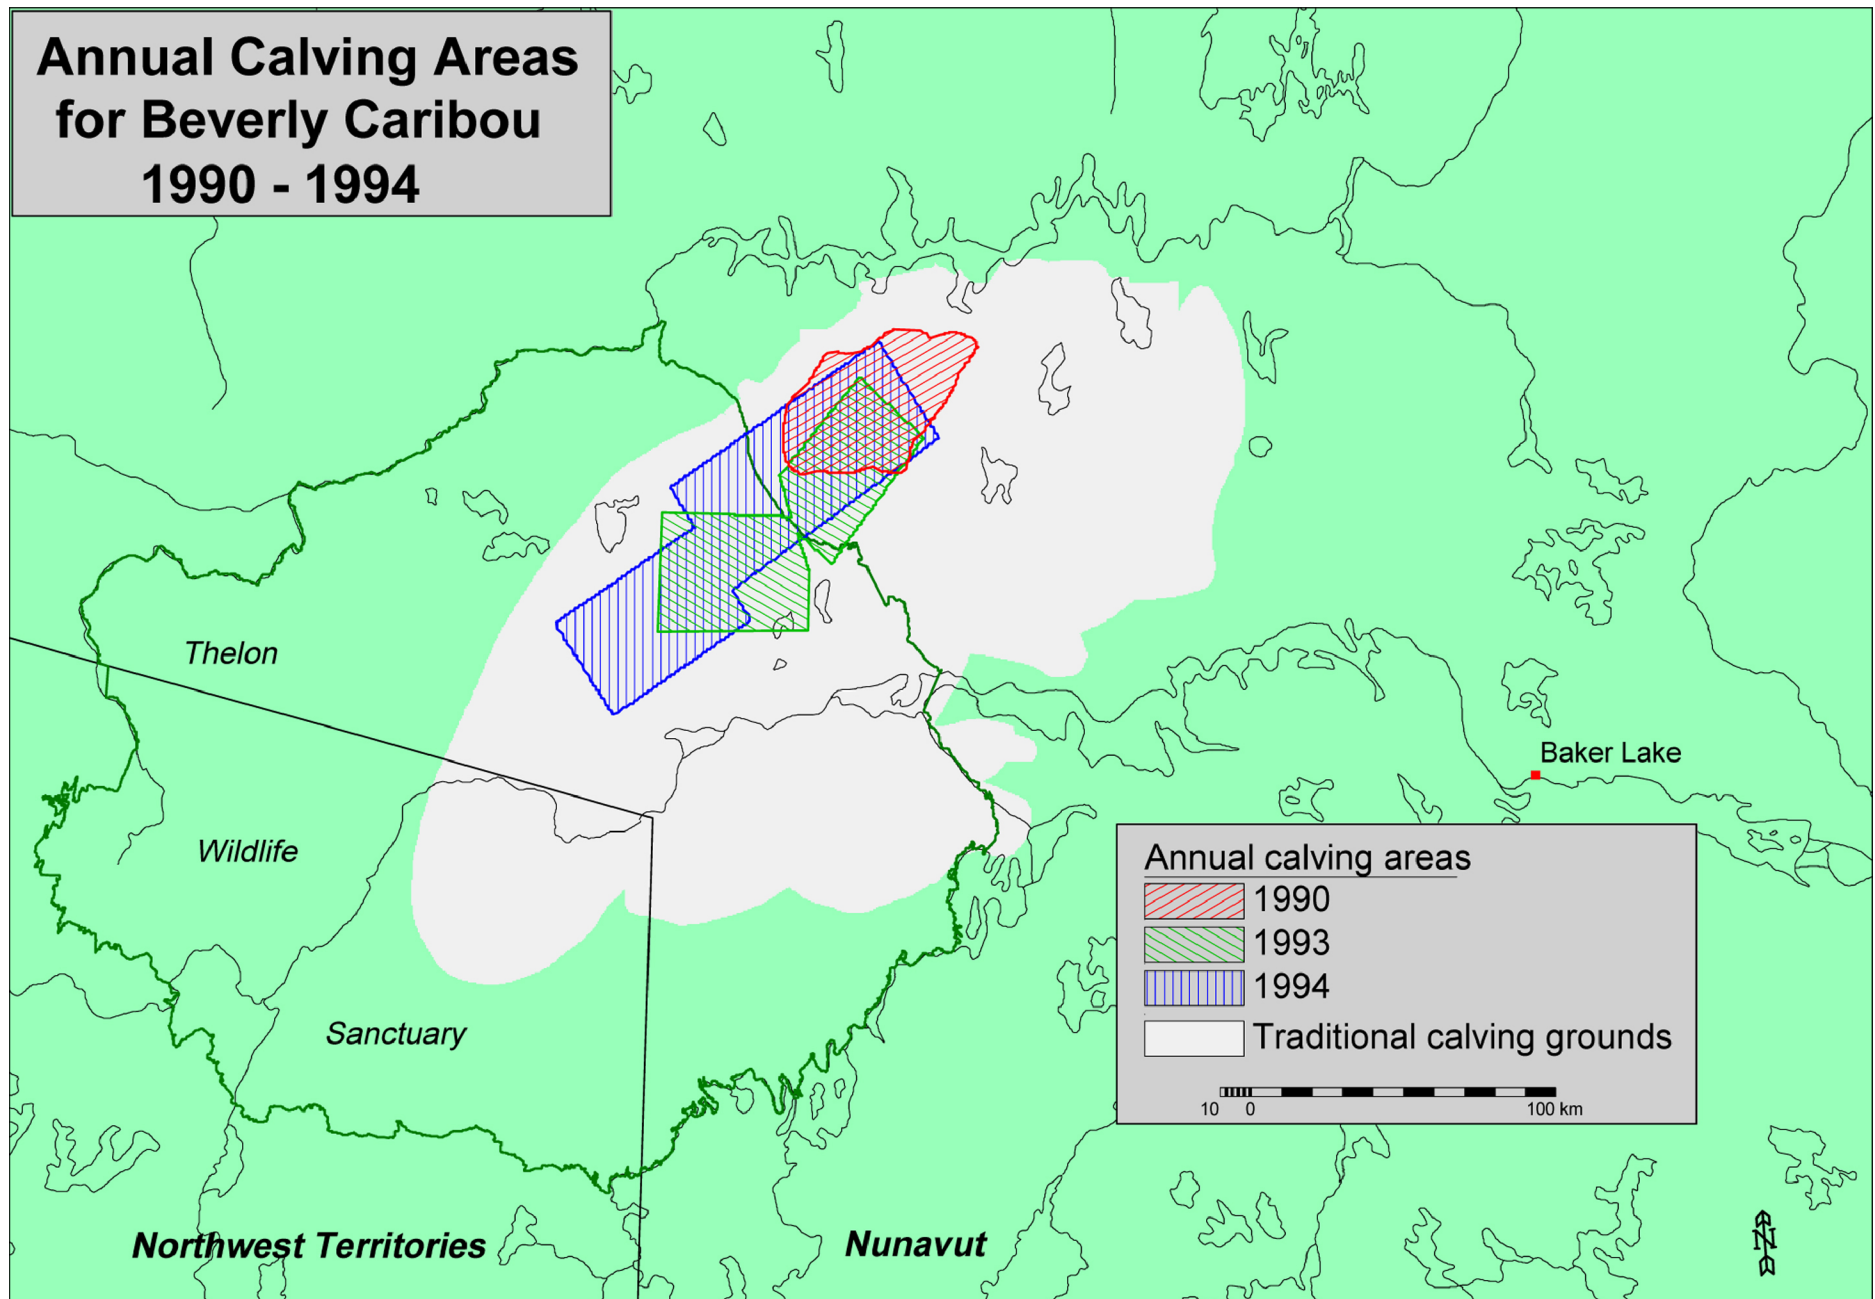 Annual Calving Areas
for Beverly Caribou
1990 - 1994
Thelon
Wildlife
Sanctuary
Baker Lake
Annual calving areas
1990
1993
1994
Traditional calving grounds
10 0 100 km
Northwest Territories
Nunavut
N